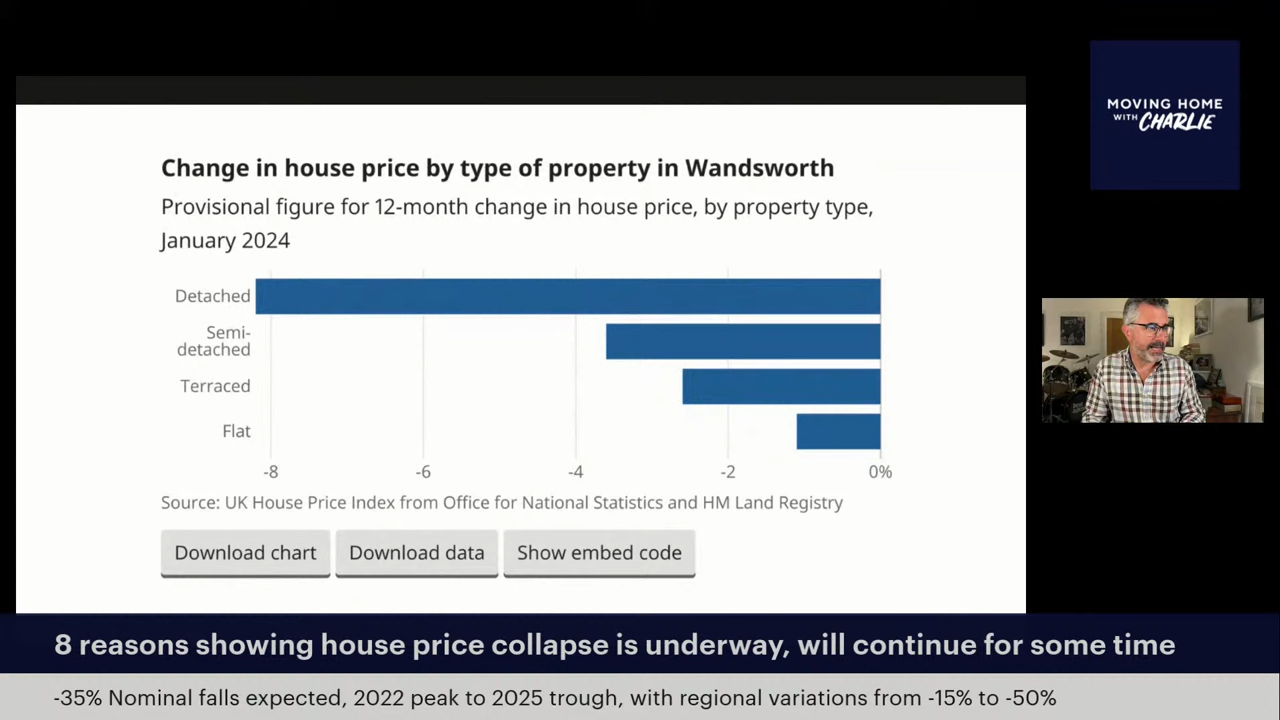 MOVING HOME
WITH CHARLIE
Change in house price by type of property in Wandsworth
Provisional figure for 12-month change in house price, by property type,
January 2024
Detached
Semi-
detached
Terraced
Flat
-8 -6 -4 -2 0%
Source: UK House Price Index from Office for National Statistics and HM Land Registry
Download chart Download data Show embed code
8 reasons showing house price collapse is underway, will continue for some time
-35% Nominal falls expected, 2022 peak to 2025 trough, with regional variations from -15% to -50%